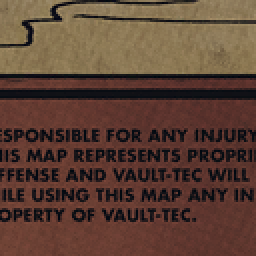 ESPONSIBLE FOR ANY INJURY
HIS MAP REPRESENTS PROPRI
FFENSE AND VAULT-TEC WILL
ILE USING THIS MAP ANY IN
OPERTY OF VAULT-TEC.